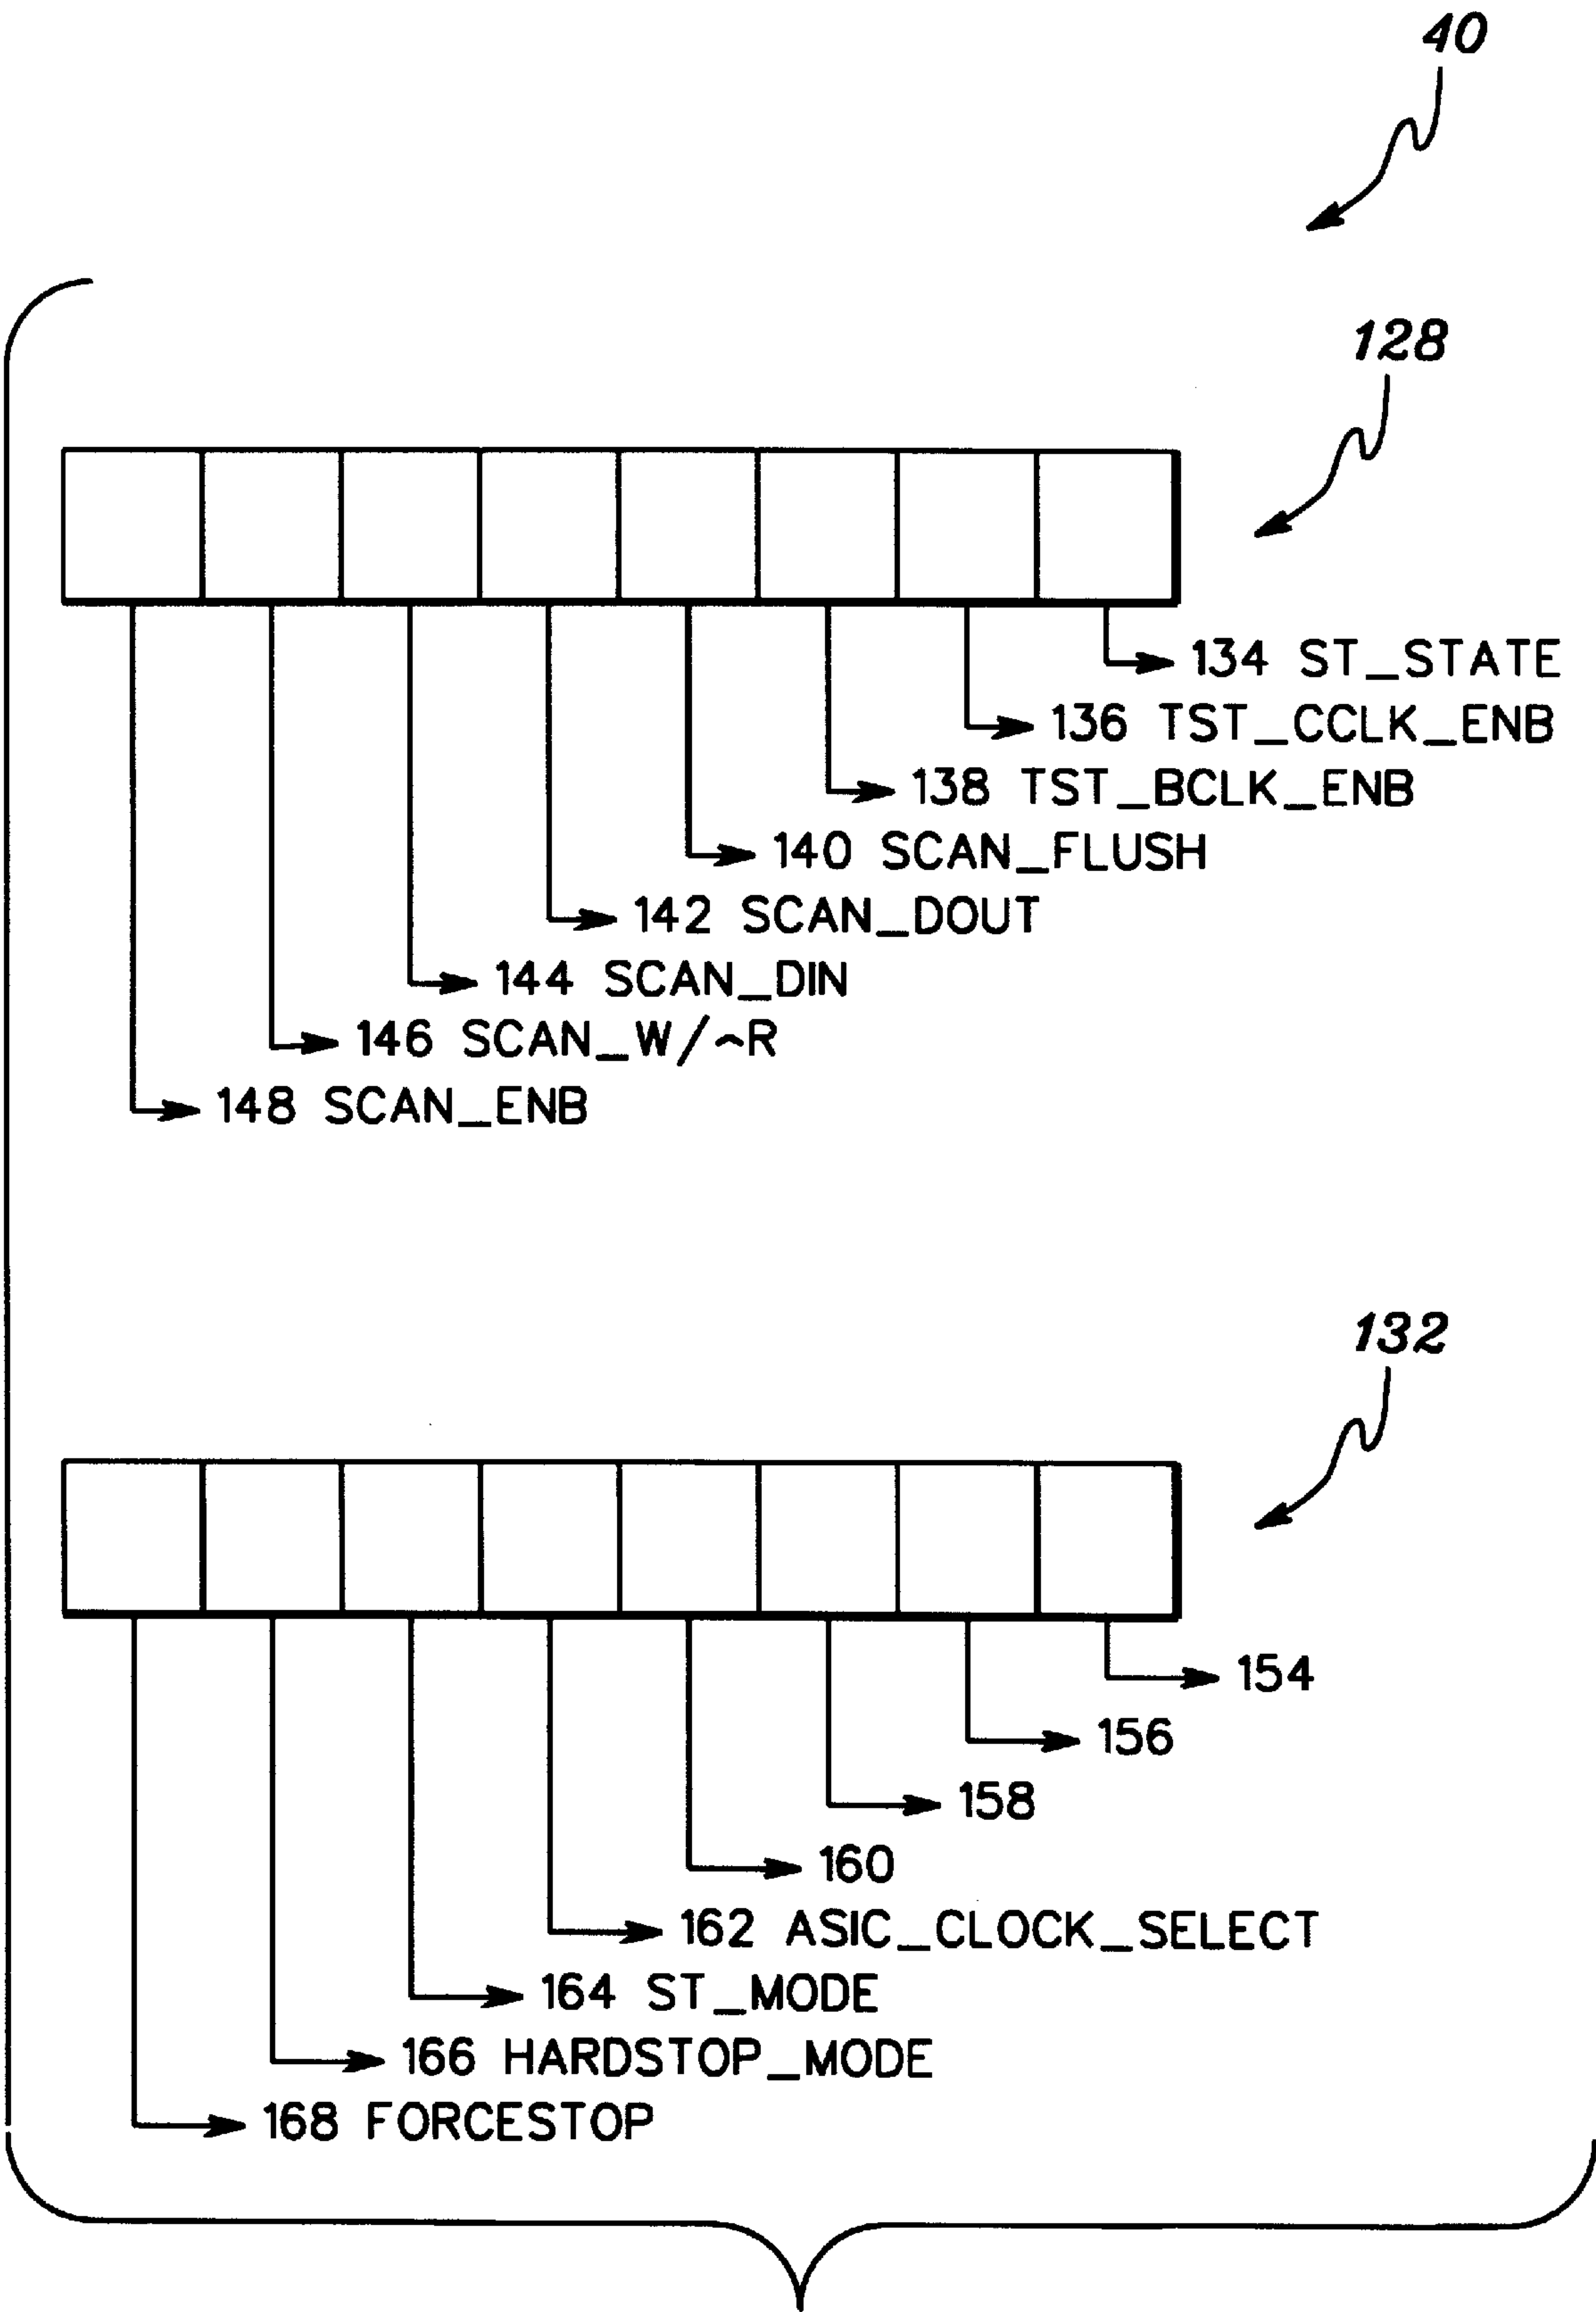 40
128
134 ST_STATE
136 TST_CCLK_ENB
138 TST_BCLK_ENB
140 SCAN_FLUSH
142 SCAN_DOUT
144 SCAN_DIN
146 SCAN_W/~R
148 SCAN_ENB
132
154
156
158
160
162 ASIC_CLOCK_SELECT
164 ST_MODE
166 HARDSTOP_MODE
168 FORCESTOP